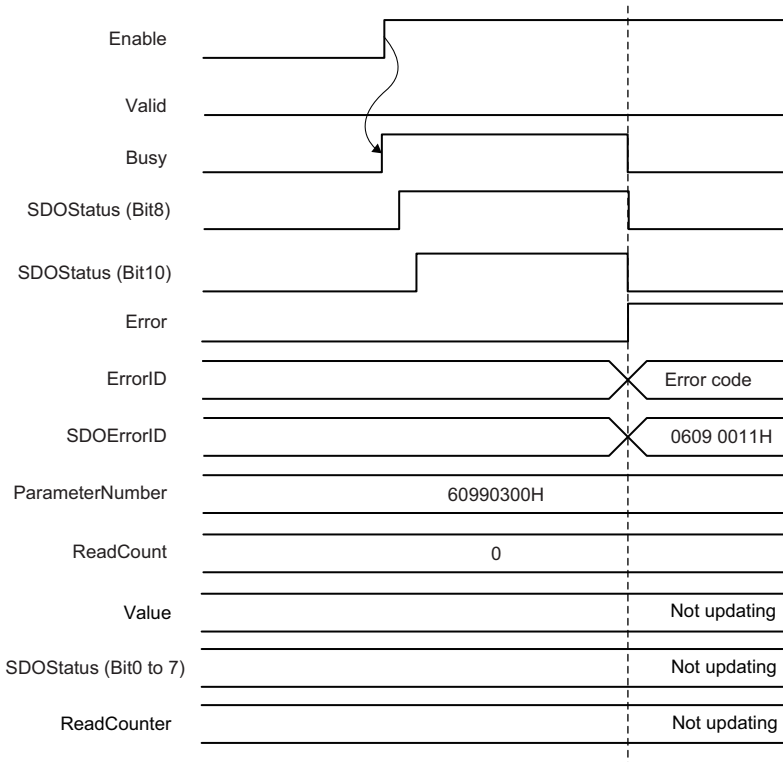 Enable
Valid
Busy
SDOStatus (Bit8)
SDOStatus (Bit10)
Error
ErrorID
Error code
SDOErrorID
0609 0011H
ParameterNumber
60990300H
ReadCount
0
Value
Not updating
SDOStatus (Bit0 to 7)
Not updating
ReadCounter
Not updating